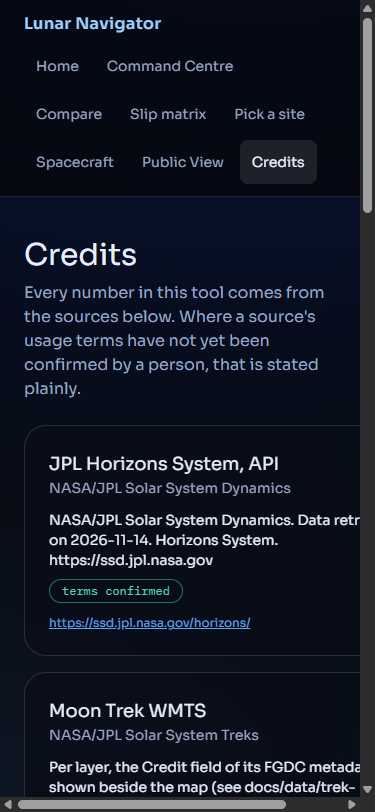 Lunar Navigator
Home Command Centre
Compare Slip matrix Pick a site
Spacecraft Public View Credits
Credits
Every number in this tool comes from
the sources below. Where a source's
usage terms have not yet been
confirmed by a person, that is stated
plainly.
JPL Horizons System, API
NASA/JPL Solar System Dynamics
NASA/JPL Solar System Dynamics. Data retr
on 2026-11-14. Horizons System.
https://ssd.jpl.nasa.gov
terms confirmed
https://ssd.jpl.nasa.gov/horizons/
Moon Trek WMTS
NASA/JPL Solar System Treks
Per layer, the Credit field of its FGDC metada
shown beside the map (see docs/data/trek-